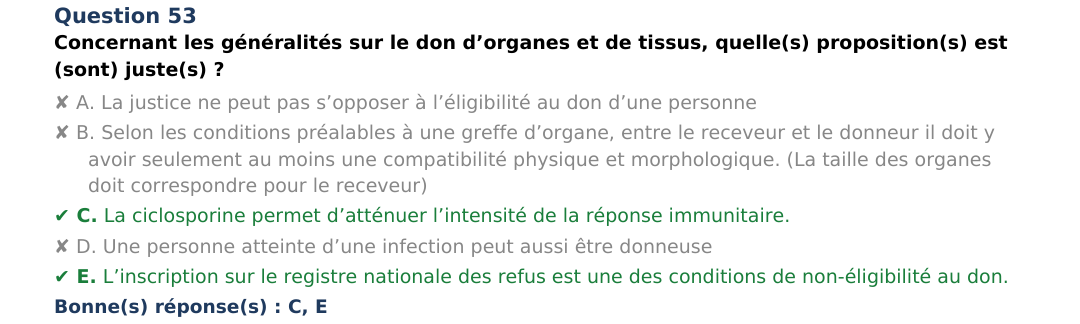 Question 53
Concernant les généralités sur le don d’organes et de tissus, quelle(s) proposition(s) est
(sont) juste(s) ?
✘ A. La justice ne peut pas s’opposer à l’éligibilité au don d’une personne
✘ B. Selon les conditions préalables à une greffe d’organe, entre le receveur et le donneur il doit y
avoir seulement au moins une compatibilité physique et morphologique. (La taille des organes
doit correspondre pour le receveur)
✔ C. La ciclosporine permet d’atténuer l’intensité de la réponse immunitaire.
✘ D. Une personne atteinte d’une infection peut aussi être donneuse
✔ E. L’inscription sur le registre nationale des refus est une des conditions de non-éligibilité au don.
Bonne(s) réponse(s) : C, E